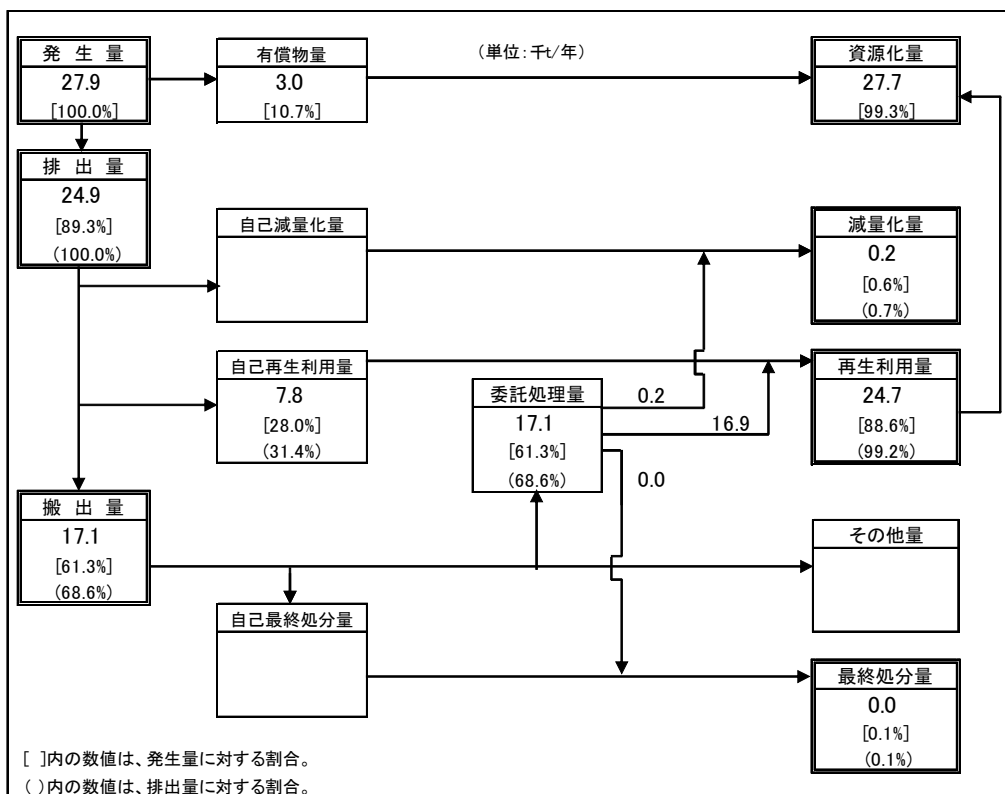 発 生 量
27.9
[100.0%]
有償物量
3.0
[10.7%]
(単位:千t/年)
資源化量
27.7
[99.3%]
排 出 量
24.9
[89.3%]
(100.0%)
自己減量化量
減量化量
0.2
[0.6%]
(0.7%)
自己再生利用量
7.8
[28.0%]
(31.4%)
委託処理量
17.1
[61.3%]
(68.6%)
0.2
16.9
0.0
再生利用量
24.7
[88.6%]
(99.2%)
搬 出 量
17.1
[61.3%]
(68.6%)
その他量
自己最終処分量
最終処分量
0.0
[0.1%]
(0.1%)
[ ]内の数値は、発生量に対する割合。
( )内の数値は、排出量に対する割合。